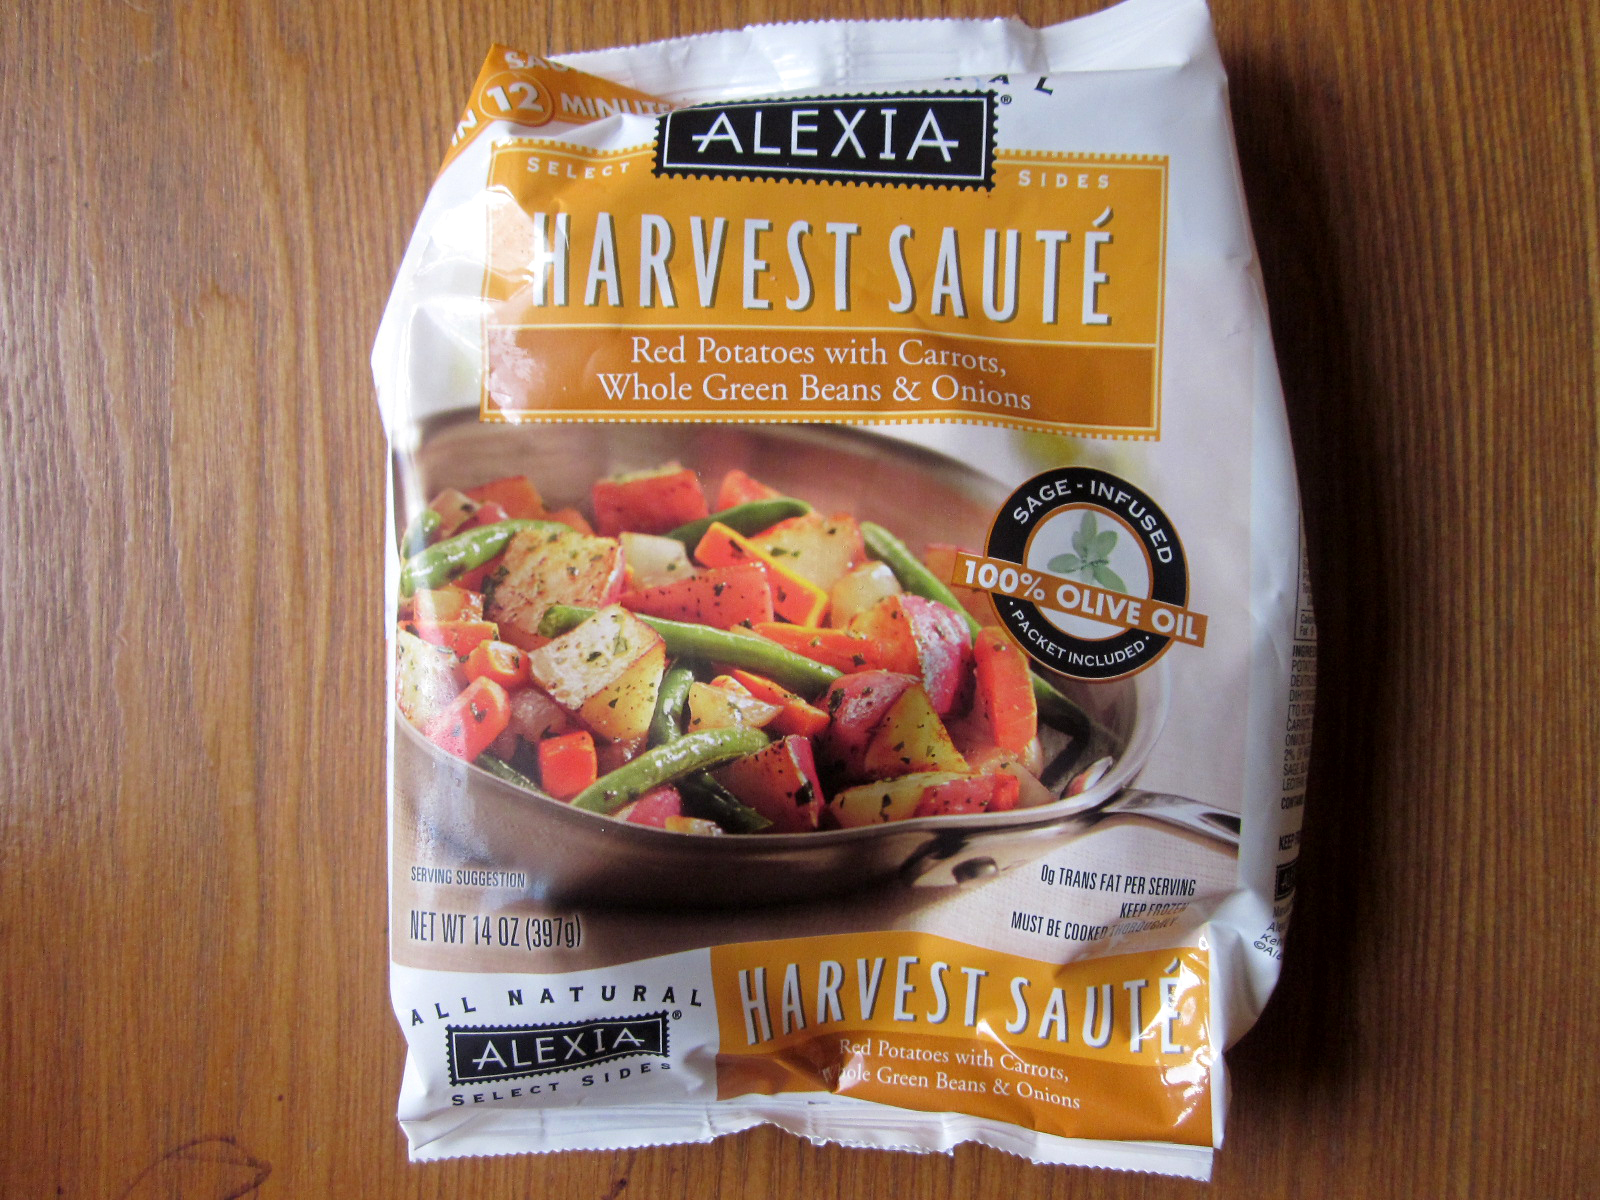 IN 12 MINUTE
ALEXIA®
SELECT SIDES
HARVEST SAUTÉ
Red Potatoes with Carrots,
Whole Green Beans & Onions
SAGE - INFUSED
100% OLIVE OIL
• PACKET INCLUDED •
SERVING SUGGESTION
NET WT 14 OZ (397g)
0g TRANS FAT PER SERVING
KEEP FROZEN
MUST BE COOKED THOROUGHLY
ALL NATURAL
ALEXIA®
SELECT SIDES
HARVEST SAUTÉ
Red Potatoes with Carrots,
Whole Green Beans & Onions